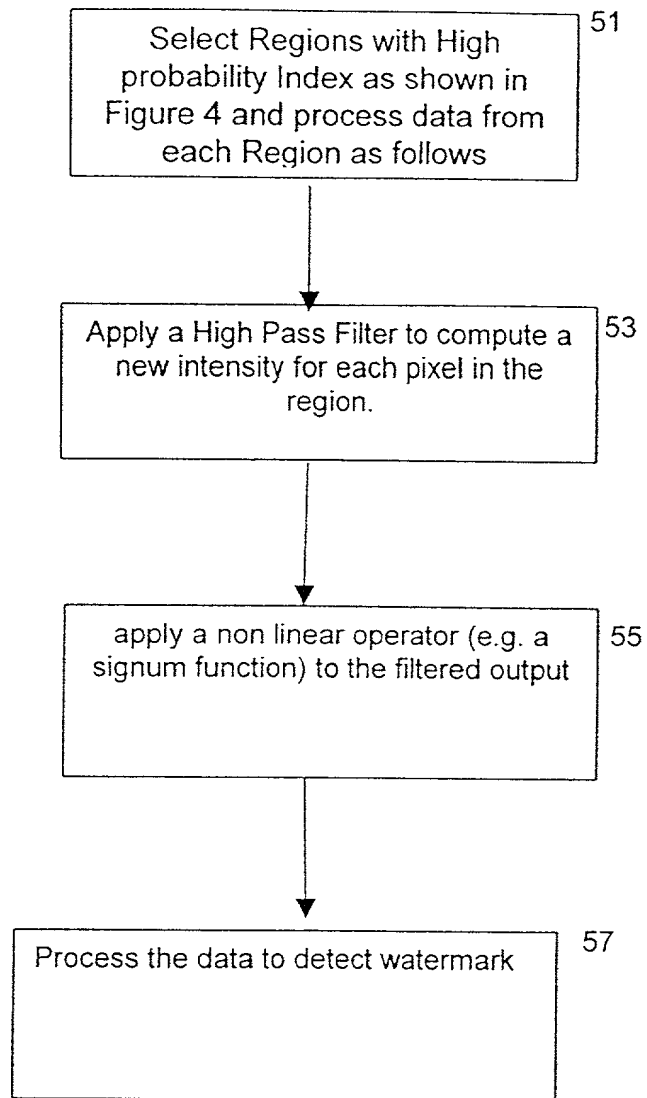 51
Select Regions with High
probability Index as shown in
Figure 4 and process data from
each Region as follows
53
Apply a High Pass Filter to compute a
new intensity for each pixel in the
region.
55
apply a non linear operator (e.g. a
signum function) to the filtered output
57
Process the data to detect watermark